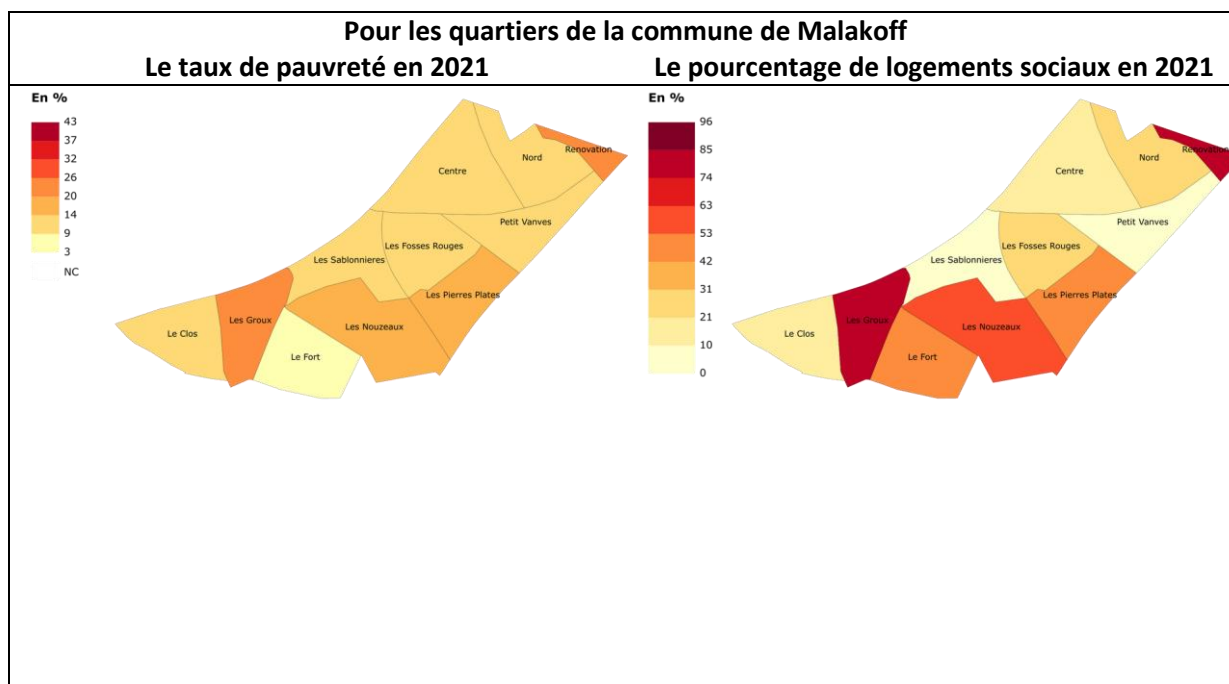 Pour les quartiers de la commune de Malakoff
Le taux de pauvreté en 2021
Le pourcentage de logements sociaux en 2021
En %
43
37
32
26
20
14
9
3
NC
Centre
Nord
Renovation
Petit Vanves
Les Fosses Rouges
Les Sablonnieres
Les Pierres Plates
Les Groux
Les Nouzeaux
Le Clos
Le Fort
En %
96
85
74
63
53
42
31
21
10
0
Centre
Nord
Renovation
Petit Vanves
Les Fosses Rouges
Les Sablonnieres
Les Pierres Plates
Les Groux
Les Nouzeaux
Le Clos
Le Fort